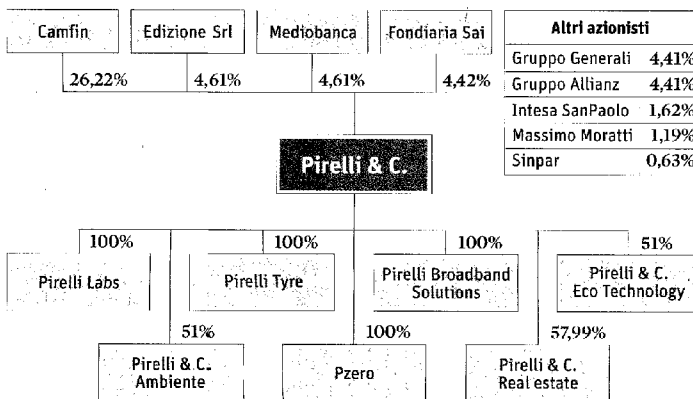 Camfin
Edizione Srl
Mediobanca
Fondiaria Sai
26,22%
4,61%
4,61%
4,42%
Altri azionisti
Gruppo Generali 4,41%
Gruppo Allianz 4,41%
Intesa SanPaolo 1,62%
Massimo Moratti 1,19%
Sinpar 0,63%
Pirelli & C.
100%
100%
100%
51%
Pirelli Labs
Pirelli Tyre
Pirelli Broadband
Solutions
Pirelli & C.
Eco Technology
51%
100%
57,99%
Pirelli & C.
Ambiente
Pzero
Pirelli & C.
Real estate